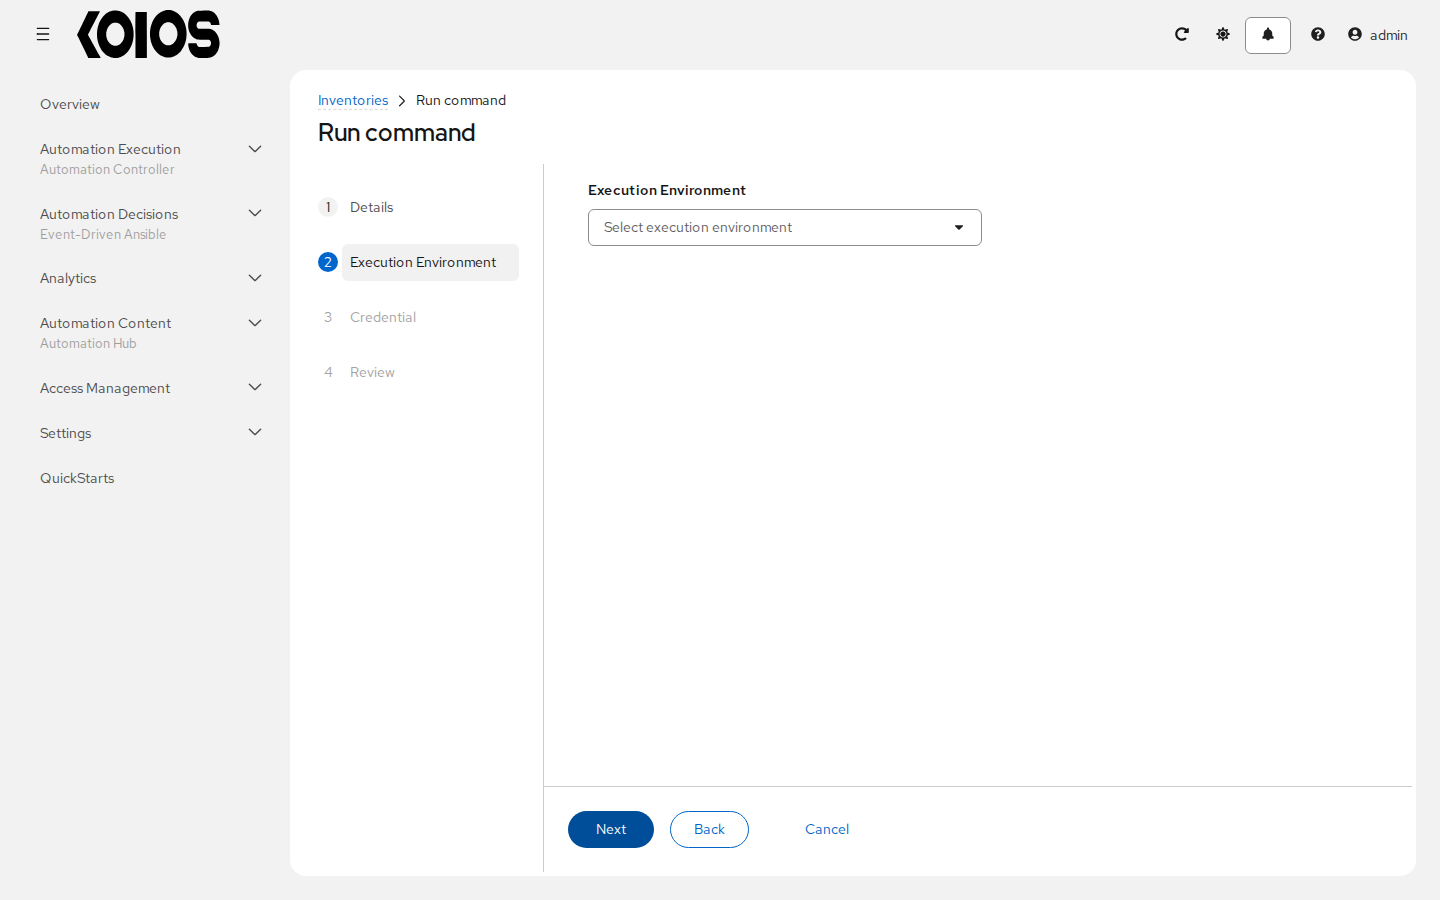 KOIOS
admin
Overview
Automation Execution
Automation Controller
Automation Decisions
Event-Driven Ansible
Analytics
Automation Content
Automation Hub
Access Management
Settings
QuickStarts
Inventories
Run command
Run command
1 Details
2 Execution Environment
3 Credential
4 Review
Execution Environment
Select execution environment
Next
Back
Cancel